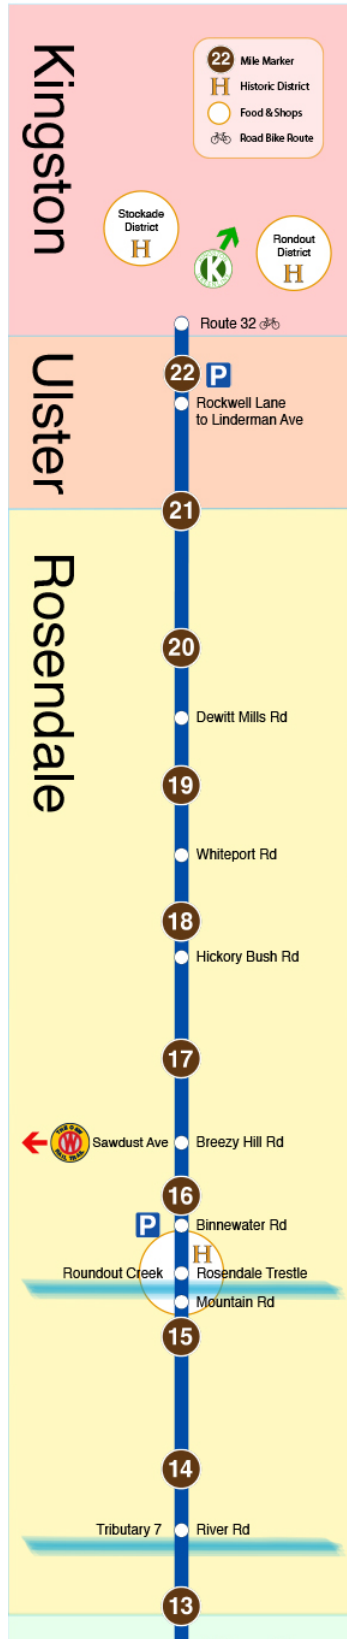 Kingston
22 Mile Marker
H Historic District
Food & Shops
Road Bike Route
Stockade
District
H
K
Rondout
District
H
Route 32
Ulster
22 P
Rockwell Lane
to Linderman Ave
21
Rosendale
20
Dewitt Mills Rd
19
Whiteport Rd
18
Hickory Bush Rd
17
W Sawdust Ave Breezy Hill Rd
16
P Binnewater Rd
H
Roundout Creek Rosendale Trestle
Mountain Rd
15
14
Tributary 7 River Rd
13